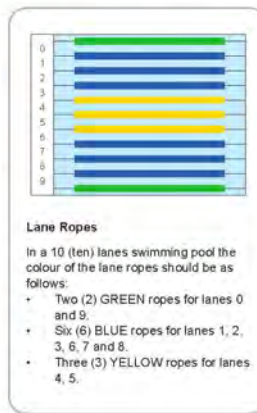 0
1
2
3
4
5
6
7
8
9
Lane Ropes
In a 10 (ten) lanes swimming pool the
colour of the lane ropes should be as
follows:
• Two (2) GREEN ropes for lanes 0
and 9.
• Six (6) BLUE ropes for lanes 1, 2,
3, 6, 7 and 8.
• Three (3) YELLOW ropes for lanes
4, 5.